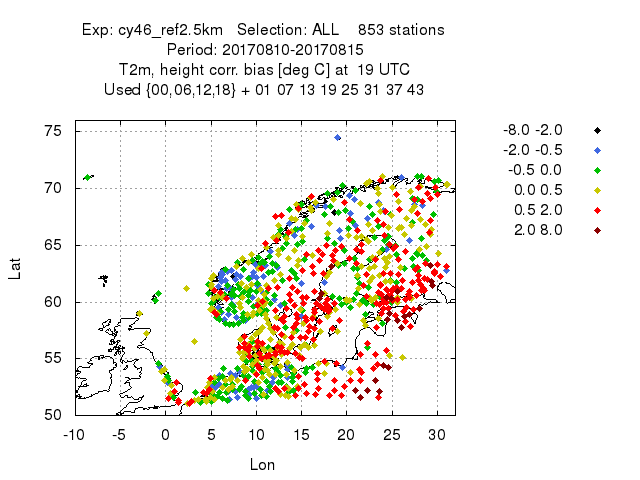 Exp: cy46_ref2.5km   Selection: ALL    853 stations
Period: 20170810-20170815
T2m, height corr. bias [deg C] at  19 UTC
Used {00,06,12,18} + 01 07 13 19 25 31 37 43
-8.0 -2.0
-2.0 -0.5
-0.5 0.0
0.0 0.5
0.5 2.0
2.0 8.0
75
70
65
60
55
50
Lat
-10 -5 0 5 10 15 20 25 30
Lon